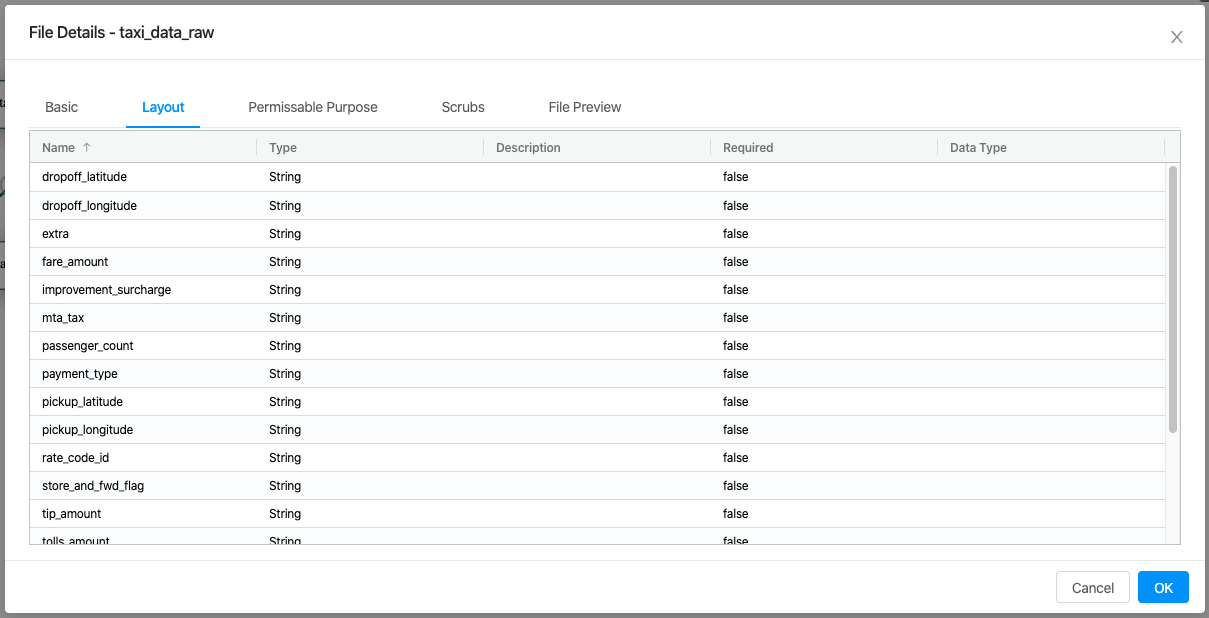 File Details - taxi_data_raw
X
Basic Layout Permissable Purpose Scrubs File Preview
Name ↑ Type Description Required Data Type
dropoff_latitude String false
dropoff_longitude String false
extra String false
fare_amount String false
improvement_surcharge String false
mta_tax String false
passenger_count String false
payment_type String false
pickup_latitude String false
pickup_longitude String false
rate_code_id String false
store_and_fwd_flag String false
tip_amount String false
tolls_amount String false
Cancel OK